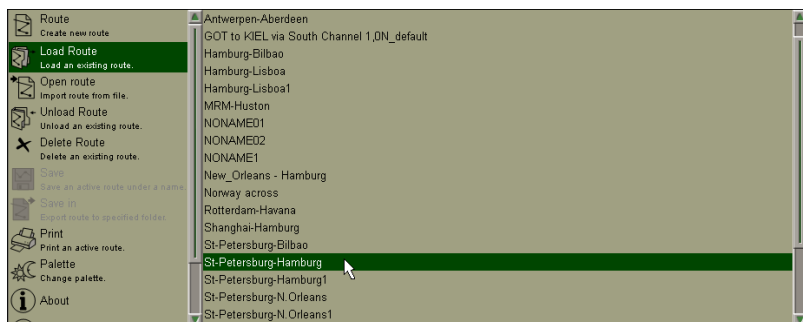 Route
Create new route
Load Route
Load an existing route.
Open route
Import route from file.
Unload Route
Unload an existing route.
Delete Route
Delete an existing route.
Save
Save an active route under a name.
Save in
Export route to specified folder.
Print
Print an active route.
Palette
Change palette.
About
Antwerpen-Aberdeen
GOT to KIEL via South Channel 1,0N_default
Hamburg-Bilbao
Hamburg-Lisboa
Hamburg-Lisboa1
MRM-Huston
NONAME01
NONAME02
NONAME1
New_Orleans - Hamburg
Norway across
Rotterdam-Havana
Shanghai-Hamburg
St-Petersburg-Bilbao
St-Petersburg-Hamburg
St-Petersburg-Hamburg1
St-Petersburg-N.Orleans
St-Petersburg-N.Orleans1